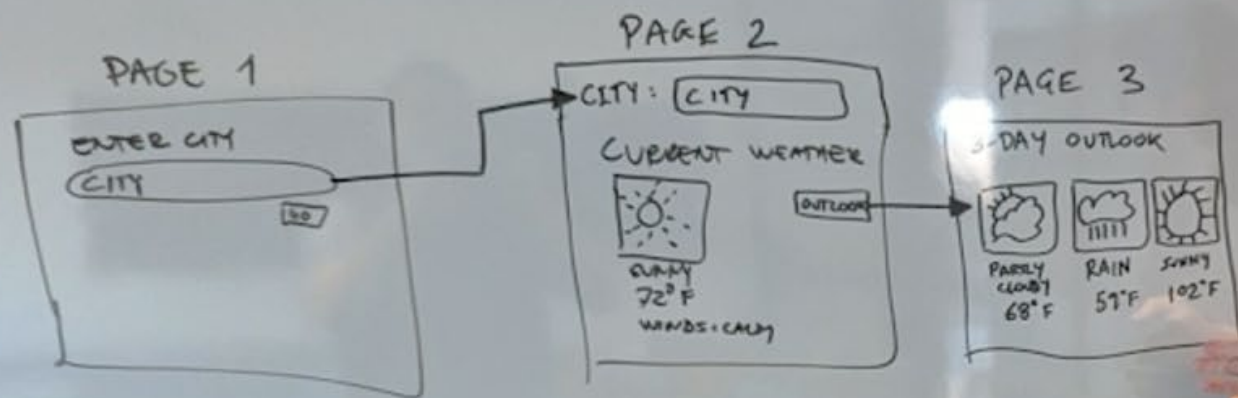 PAGE 1
ENTER CITY
CITY
GO
PAGE 2
CITY: CITY
CURRENT WEATHER
OUTLOOK
SUNNY
72°F
WINDS: CALM
PAGE 3
-DAY OUTLOOK
PARTLY CLOUDY
68°F
RAIN
SUNNY
102°F